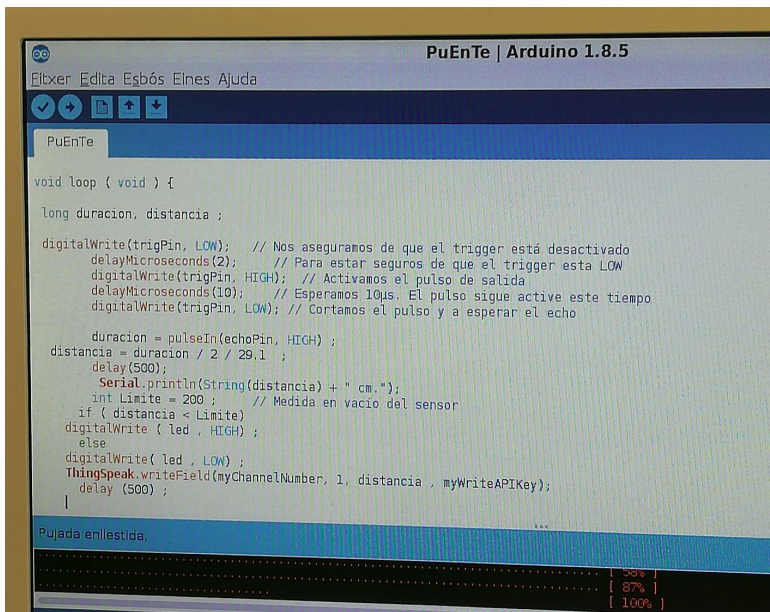 PuEnTe | Arduino 1.8.5
Fitxer Edita Esbós Eines Ajuda
PuEnTe
void loop ( void ) {
long duracion, distancia ;
digitalWrite(trigPin, LOW);   // Nos aseguramos de que el trigger está desactivado
delayMicroseconds(2);     // Para estar seguros de que el trigger esta LOW
digitalWrite(trigPin, HIGH);  // Activamos el pulso de salida
delayMicroseconds(10);    // Esperamos 10µs. El pulso sigue active este tiempo
digitalWrite(trigPin, LOW); // Cortamos el pulso y a esperar el echo
duracion = pulseIn(echoPin, HIGH) ;
distancia = duracion / 2 / 29.1  ;
delay(500);
Serial.println(String(distancia) + " cm.");
int Limite = 200 ;     // Medida en vacío del sensor
if ( distancia < Limite)
digitalWrite ( led , HIGH) ;
else
digitalWrite( led , LOW) ;
ThingSpeak.writeField(myChannelNumber, 1, distancia , myWriteAPIKey);
delay (500) ;
Pujada enllestida.
[ 58% ]
[ 87% ]
[ 100% ]